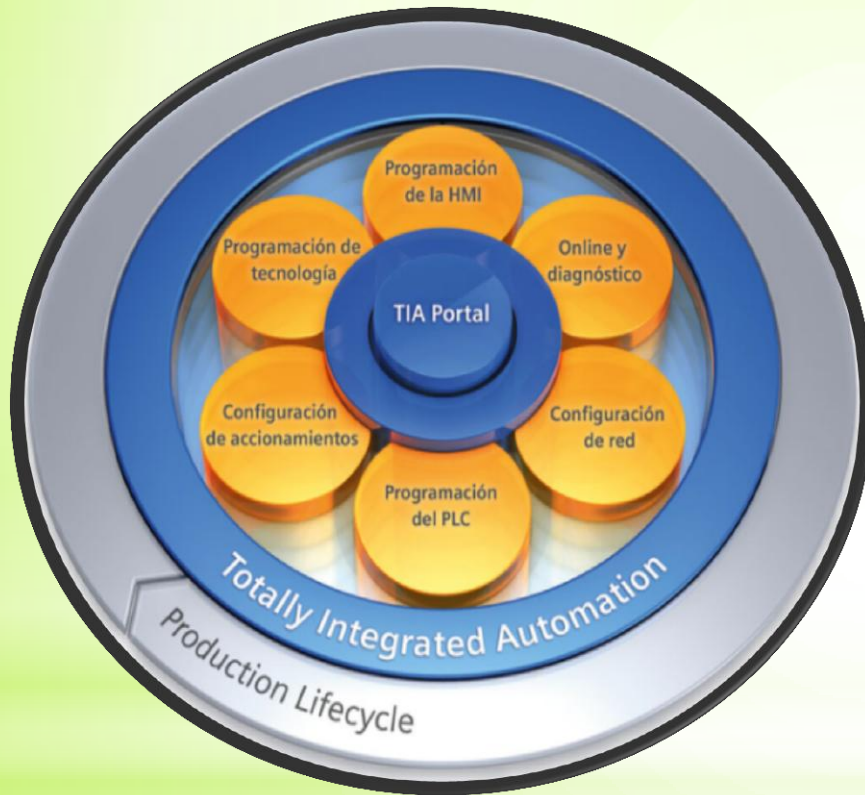 Programación
de la HMI
Programación de
tecnología
Online y
diagnóstico
TIA Portal
Configuración
de accionamientos
Configuración
de red
Programación
del PLC
Totally Integrated Automation
Production Lifecycle